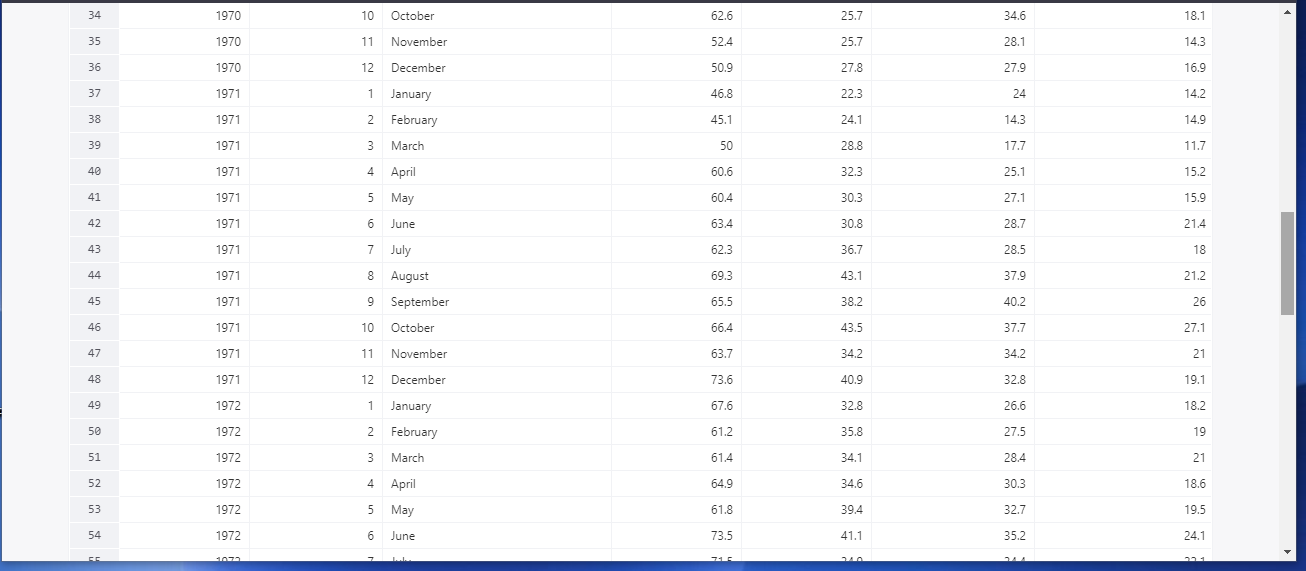 34 1970 10 October 62.6 25.7 34.6 18.1
35 1970 11 November 52.4 25.7 28.1 14.3
36 1970 12 December 50.9 27.8 27.9 16.9
37 1971 1 January 46.8 22.3 24 14.2
38 1971 2 February 45.1 24.1 14.3 14.9
39 1971 3 March 50 28.8 17.7 11.7
40 1971 4 April 60.6 32.3 25.1 15.2
41 1971 5 May 60.4 30.3 27.1 15.9
42 1971 6 June 63.4 30.8 28.7 21.4
43 1971 7 July 62.3 36.7 28.5 18
44 1971 8 August 69.3 43.1 37.9 21.2
45 1971 9 September 65.5 38.2 40.2 26
46 1971 10 October 66.4 43.5 37.7 27.1
47 1971 11 November 63.7 34.2 34.2 21
48 1971 12 December 73.6 40.9 32.8 19.1
49 1972 1 January 67.6 32.8 26.6 18.2
50 1972 2 February 61.2 35.8 27.5 19
51 1972 3 March 61.4 34.1 28.4 21
52 1972 4 April 64.9 34.6 30.3 18.6
53 1972 5 May 61.8 39.4 32.7 19.5
54 1972 6 June 73.5 41.1 35.2 24.1
55 1972 7 July